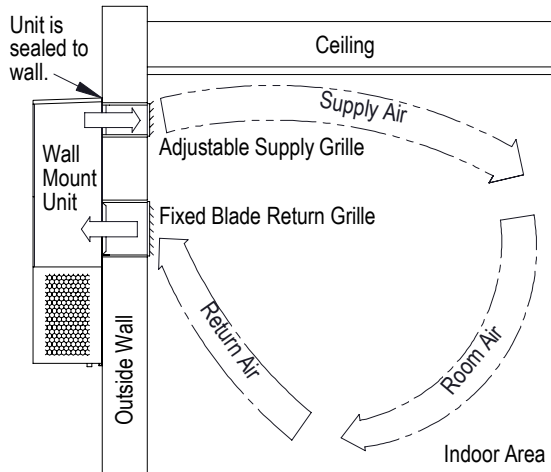 Unit is
sealed to
wall.
Ceiling
Supply Air
Adjustable Supply Grille
Wall
Mount
Unit
Fixed Blade Return Grille
Return Air
Room Air
Outside Wall
Indoor Area